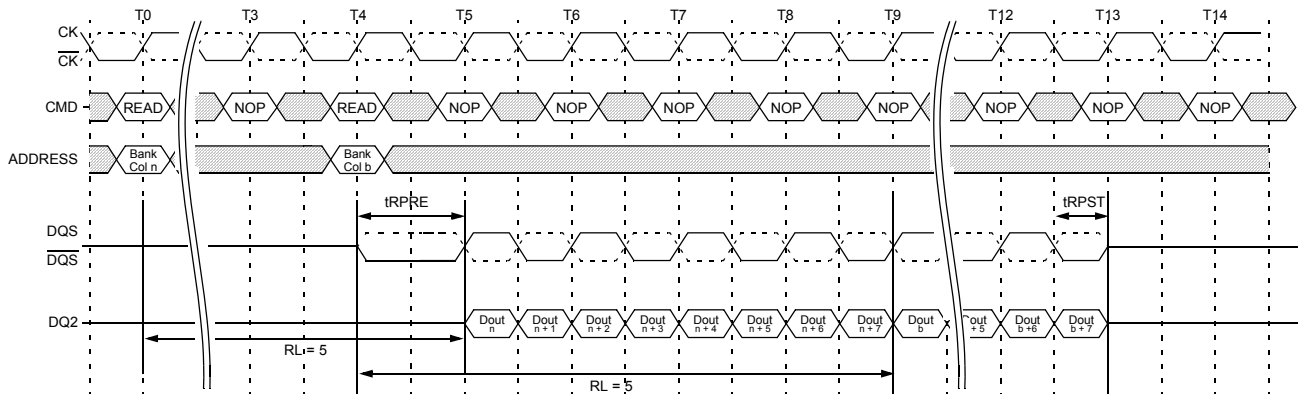 T0 T3 T4 T5 T6 T7 T8 T9 T12 T13 T14
CK
CK
CMD READ NOP READ NOP NOP NOP NOP NOP NOP NOP NOP
ADDRESS Bank Col n Bank Col b
tRPRE tRPST
DQS
DQS
DQ2 Dout n Dout n + 1 Dout n + 2 Dout n + 3 Dout n + 4 Dout n + 5 Dout n + 6 Dout n + 7 Dout b Dout + 5 Dout b +6 Dout b + 7
RL = 5
RL = 5